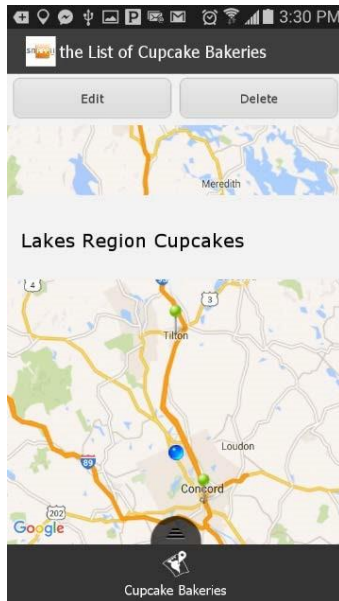 3:30 PM
the List of Cupcake Bakeries
Edit
Delete
Meredith
Lakes Region Cupcakes
4
3
Tilton
Loudon
89
Concord
202
Google
Cupcake Bakeries